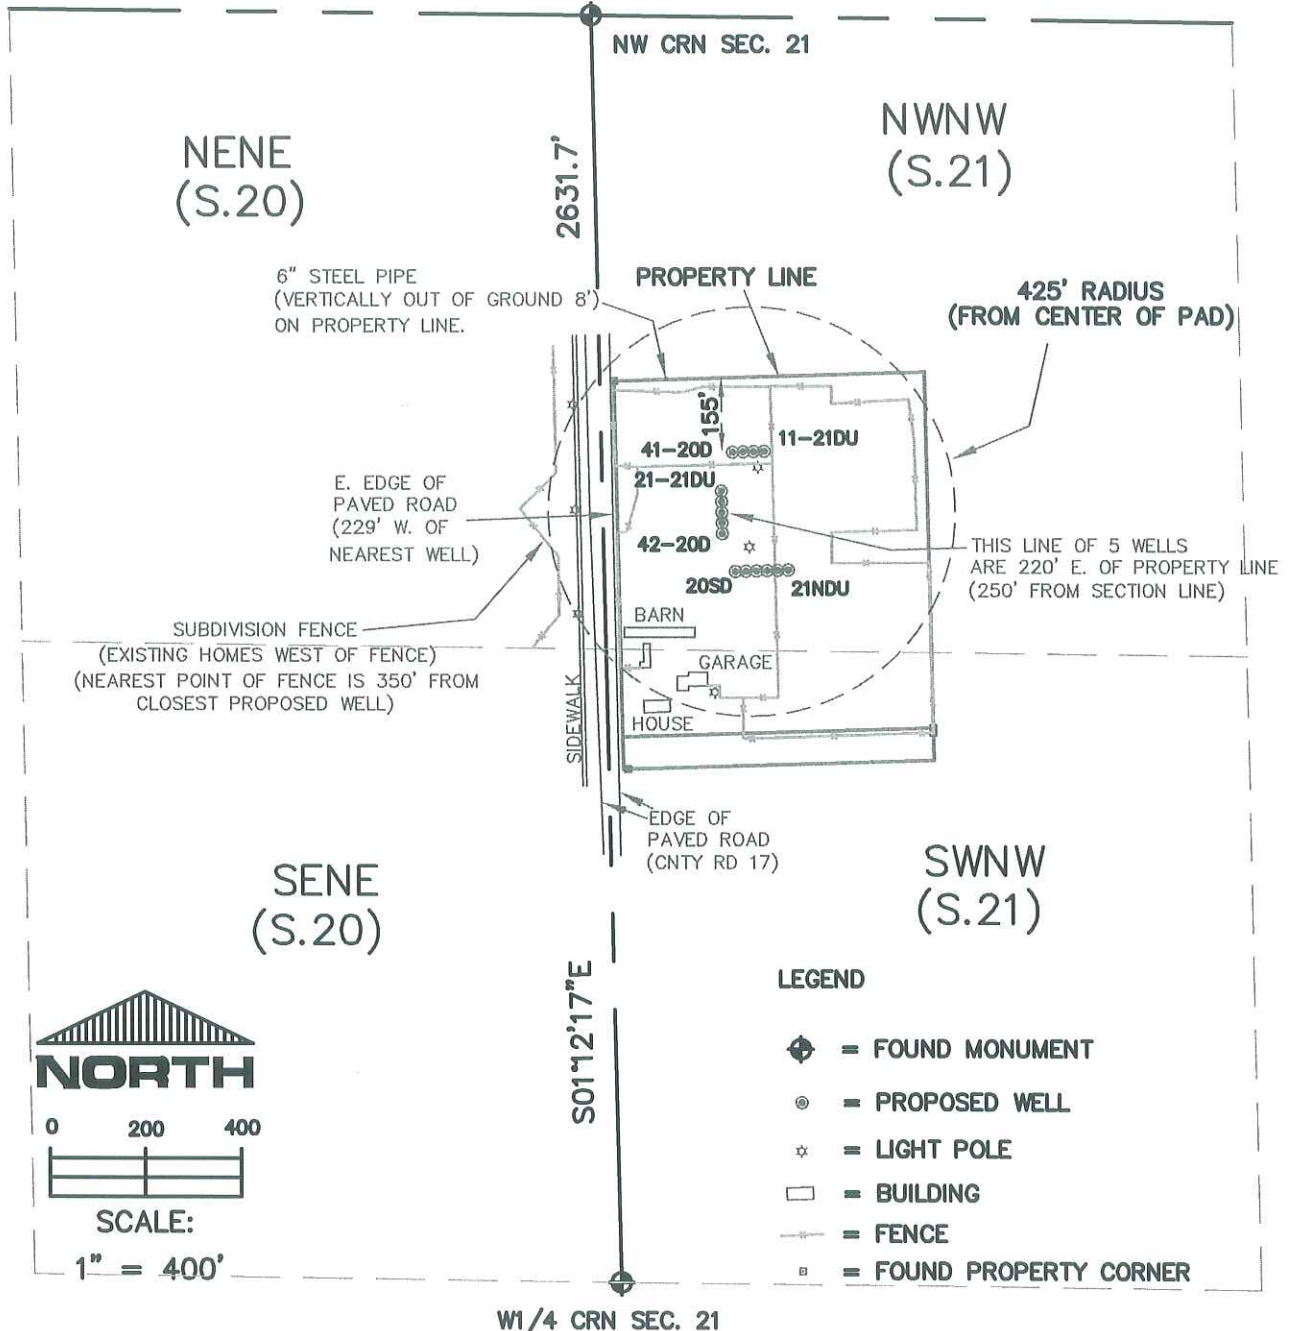 NW CRN SEC. 21
NENE
(S.20)
NWNW
(S.21)
2631.7'
6" STEEL PIPE
(VERTICALLY OUT OF GROUND 8')
ON PROPERTY LINE.
PROPERTY LINE
425' RADIUS
(FROM CENTER OF PAD)
155'
41-20D
11-21DU
21-21DU
E. EDGE OF
PAVED ROAD
(229' W. OF
NEAREST WELL)
42-20D
THIS LINE OF 5 WELLS
ARE 220' E. OF PROPERTY LINE
(250' FROM SECTION LINE)
20SD
21NDU
BARN
SUBDIVISION FENCE
(EXISTING HOMES WEST OF FENCE)
(NEAREST POINT OF FENCE IS 350' FROM
CLOSEST PROPOSED WELL)
GARAGE
HOUSE
SIDEWALK
EDGE OF
PAVED ROAD
(CNTY RD 17)
SENE
(S.20)
SWNW
(S.21)
S01°12'17"E
NORTH
0 200 400
SCALE:
1" = 400'
LEGEND
= FOUND MONUMENT
= PROPOSED WELL
= LIGHT POLE
= BUILDING
= FENCE
= FOUND PROPERTY CORNER
W1/4 CRN SEC. 21